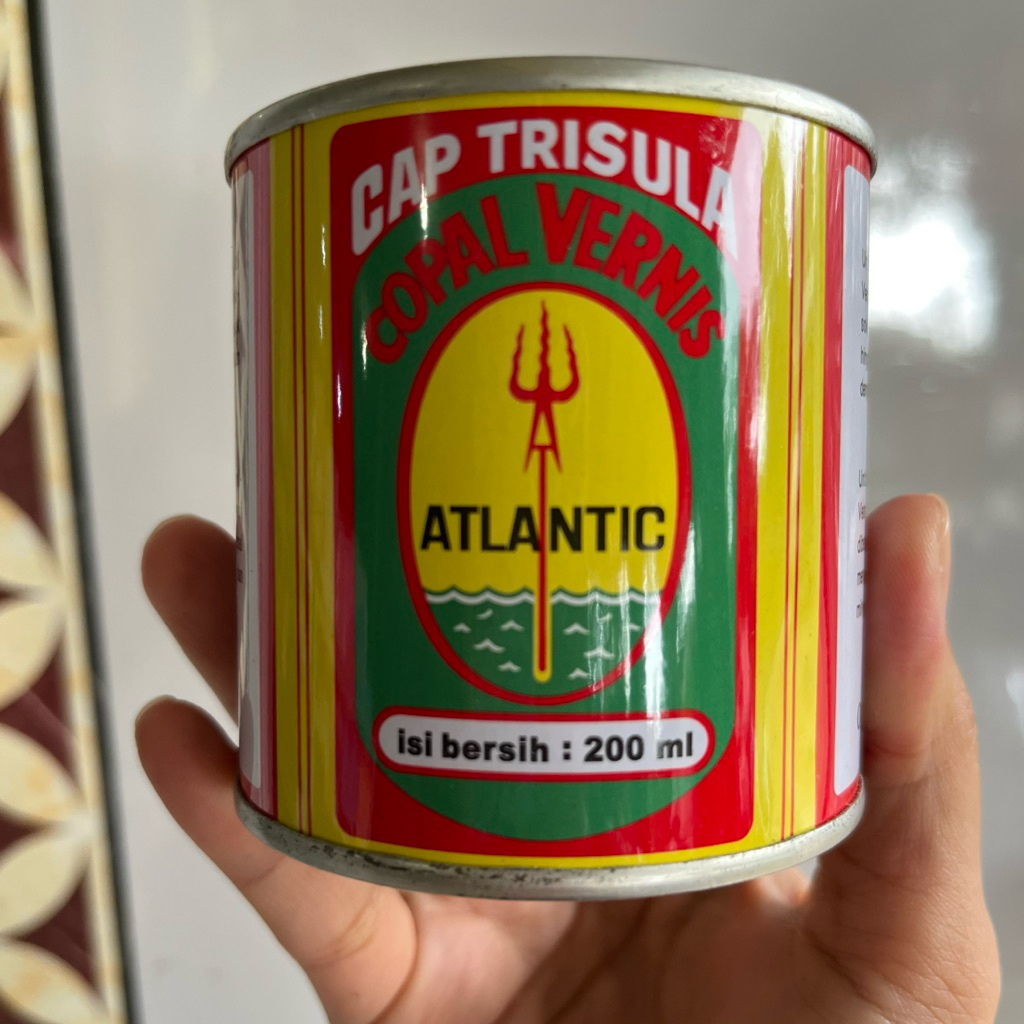 CAP TRISULA
COPAL VERNIS
ATLANTIC
isi bersih : 200 ml